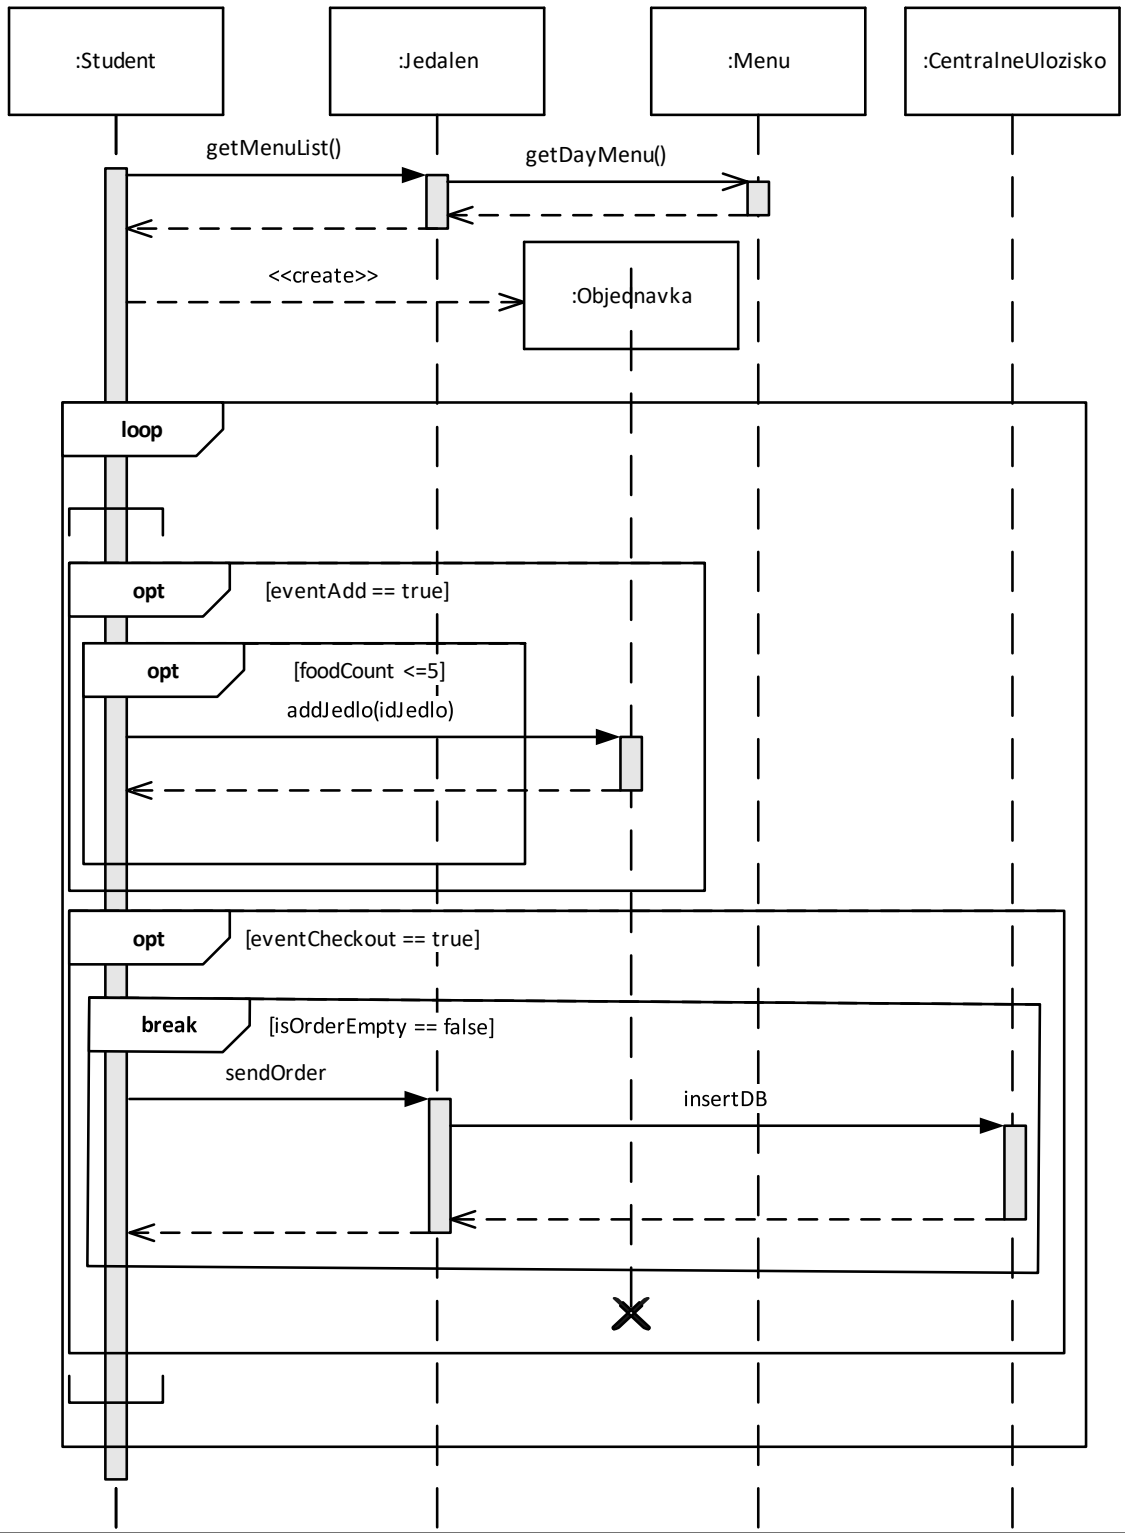 :Student
:Jedalen
:Menu
:CentralneUlozisko
getMenuList()
getDayMenu()
<<create>>
:Objednavka
loop
opt
[eventAdd == true]
opt
[foodCount <=5]
addJedlo(idJedlo)
opt
[eventCheckout == true]
break
[isOrderEmpty == false]
sendOrder
insertDB